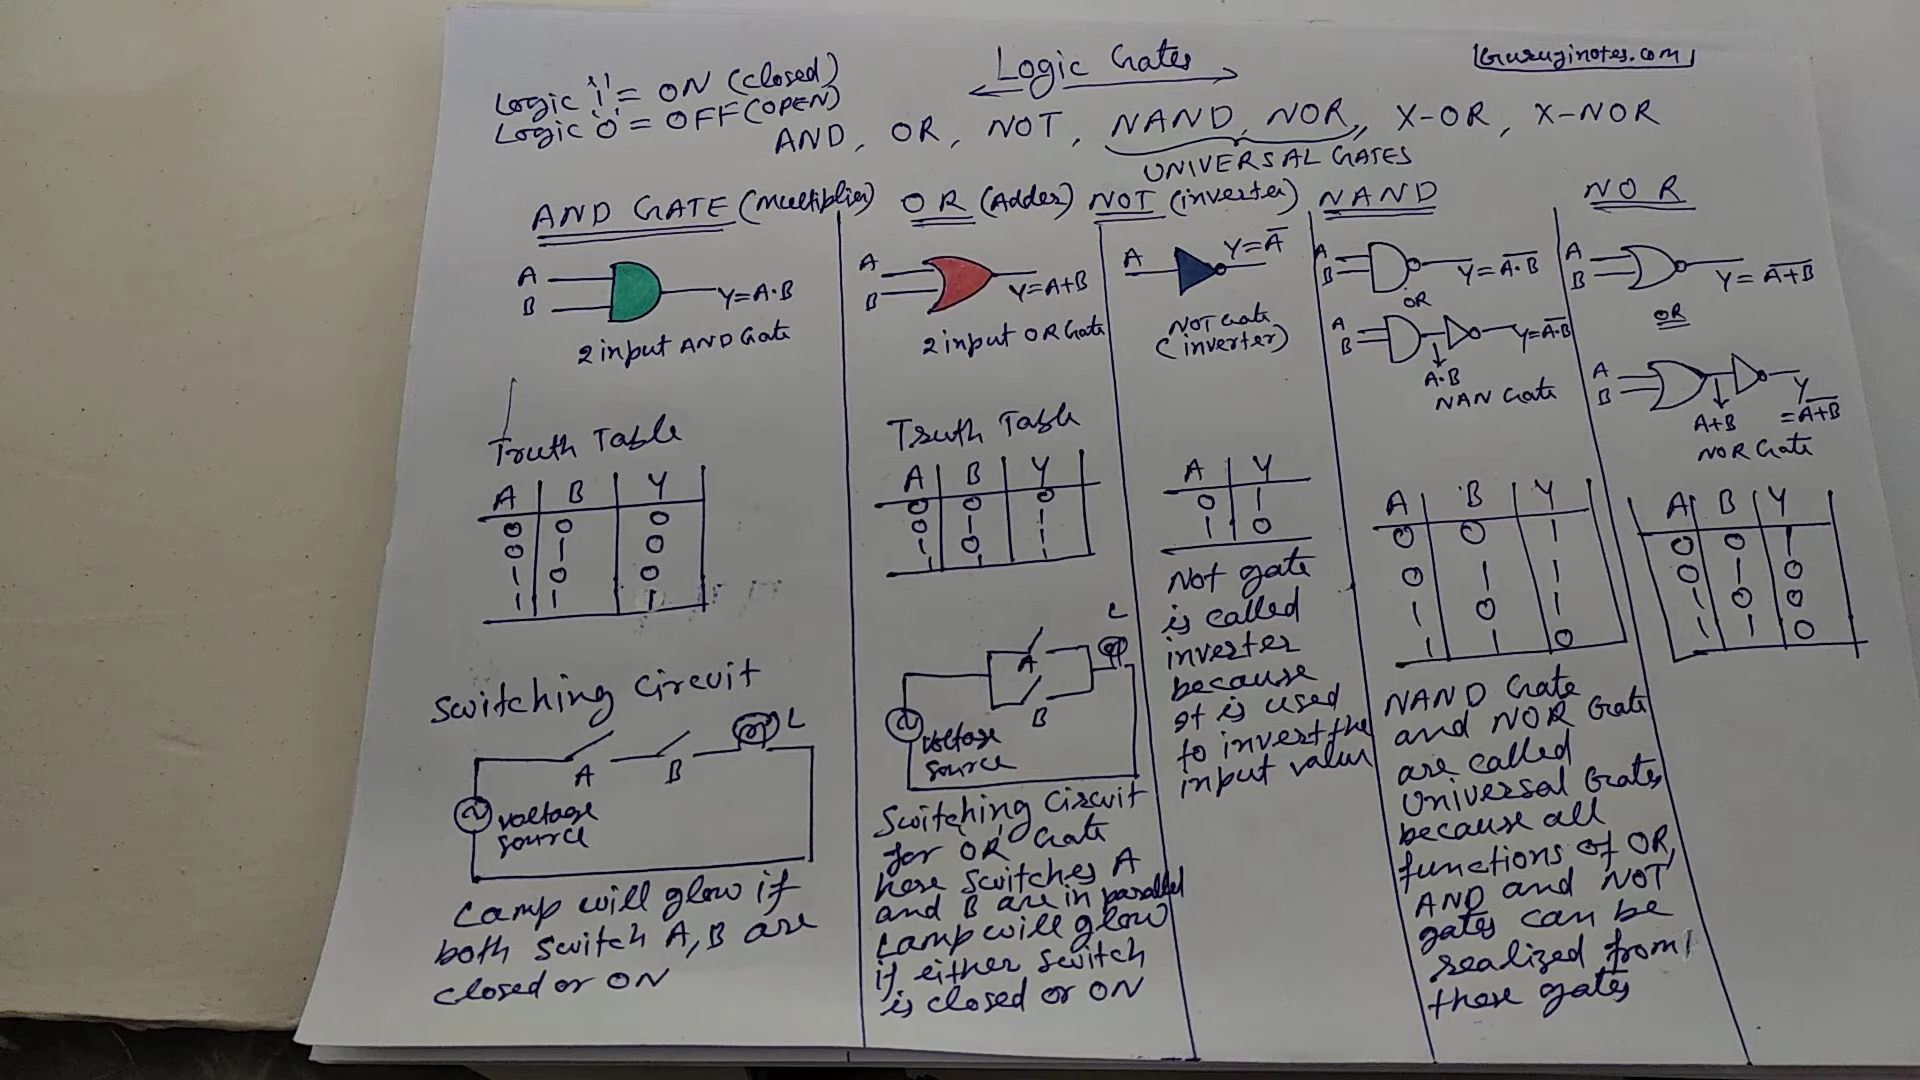 Logic Gates
Guruginotes.com
Logic '1' = ON (closed)
Logic '0' = OFF (OPEN)
AND, OR, NOT, NAND, NOR, X-OR, X-NOR
UNIVERSAL GATES
AND GATE (Multiplier)
A
B
Y=A·B
2 input AND Gate
Truth Table
A B Y
0 0 0
0 1 0
1 0 0
1 1 1
Switching Circuit
A B L
voltage
source
Lamp will glow if
both switch A, B are
closed or ON
OR (Adder)
A
B
Y=A+B
2 input OR Gate
Truth Table
A B Y
0 0 0
0 1 1
1 0 1
1 1
L
A
B
voltage
source
Switching Circuit
for 'OR' Gate
here switches A
and B are in parallel
Lamp will glow
if either switch
is closed or ON
NOT (inverter)
A
Y=A̅
NOT Gate
(inverter)
A Y
0 1
1 0
Not gate
is called
inverter
because
It is used
to invert the
input value
NAND
A
B
Y=A̅·̅B̅
OR
A
B
Y=A̅·̅B̅
A·B
NAN Gate
A B Y
0 0 1
0 1 1
1 0 1
1 1 0
NAND Gate
and NOR Gate
are called
Universal Gates
because all
functions of OR,
AND and NOT
gates can be
realized from
these gates
NOR
A
B
Y=A̅+̅B̅
OR
A
B
Y
=A̅+̅B̅
A+B
NOR Gate
A B Y
0 0 1
0 1 0
1 0 0
1 1 0